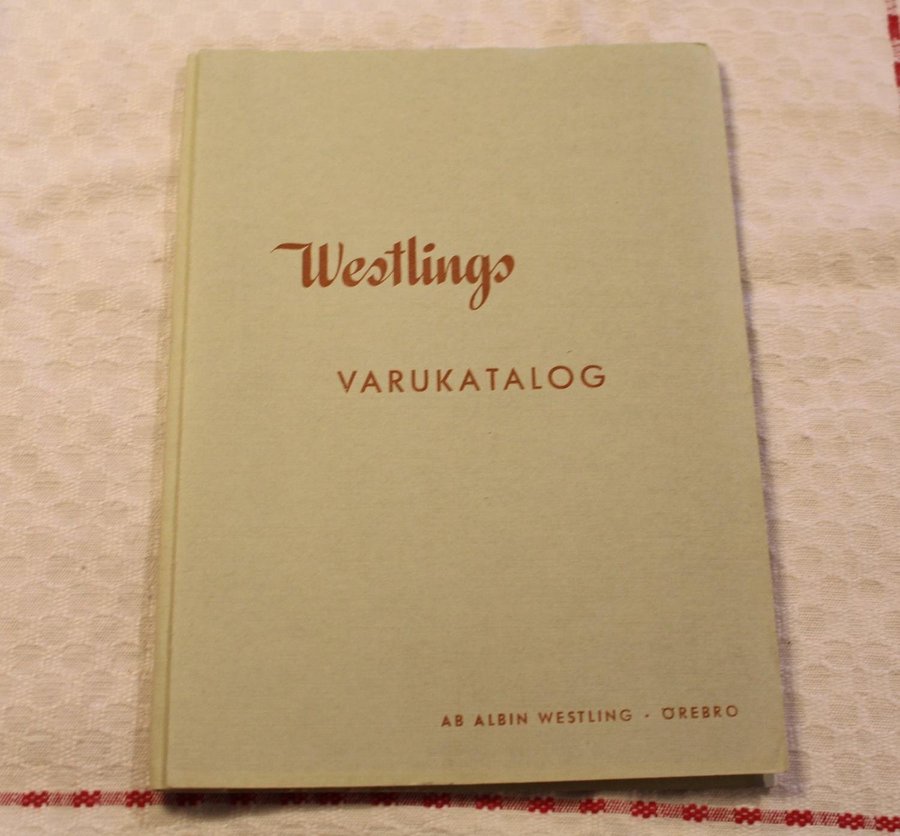 Westlings
VARUKATALOG
AB ALBIN WESTLING · ÖREBRO